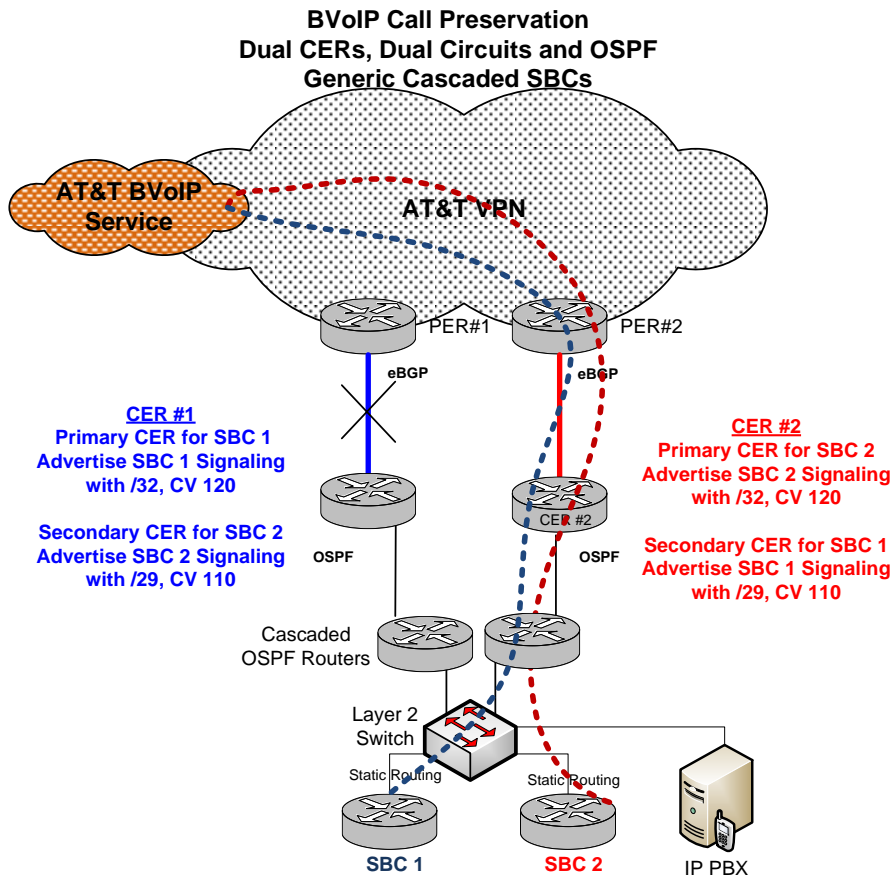 BVoIP Call Preservation
Dual CERs, Dual Circuits and OSPF
Generic Cascaded SBCs
AT&T BVoIP
Service
AT&T VPN
PER#1
PER#2
eBGP
eBGP
CER #1
Primary CER for SBC 1
Advertise SBC 1 Signaling
with /32, CV 120
Secondary CER for SBC 2
Advertise SBC 2 Signaling
with /29, CV 110
CER #2
Primary CER for SBC 2
Advertise SBC 2 Signaling
with /32, CV 120
Secondary CER for SBC 1
Advertise SBC 1 Signaling
with /29, CV 110
CER #2
OSPF
OSPF
Cascaded
OSPF Routers
Layer 2
Switch
Static Routing
Static Routing
SBC 1
SBC 2
IP PBX